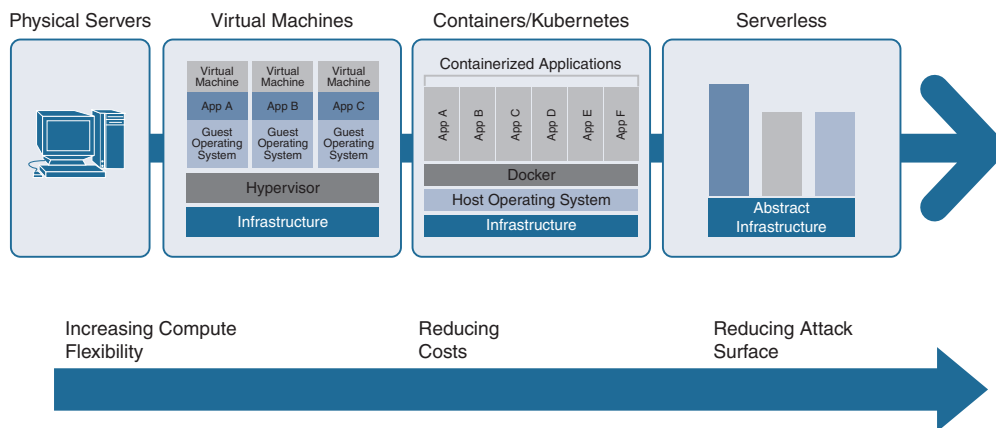 Physical Servers
Virtual Machines
Containers/Kubernetes
Serverless
Virtual
Machine
Virtual
Machine
Virtual
Machine
App A
App B
App C
Guest
Operating
System
Guest
Operating
System
Guest
Operating
System
Hypervisor
Infrastructure
Containerized Applications
App A
App B
App C
App D
App E
App F
Docker
Host Operating System
Infrastructure
Abstract
Infrastructure
Increasing Compute
Flexibility
Reducing
Costs
Reducing Attack
Surface